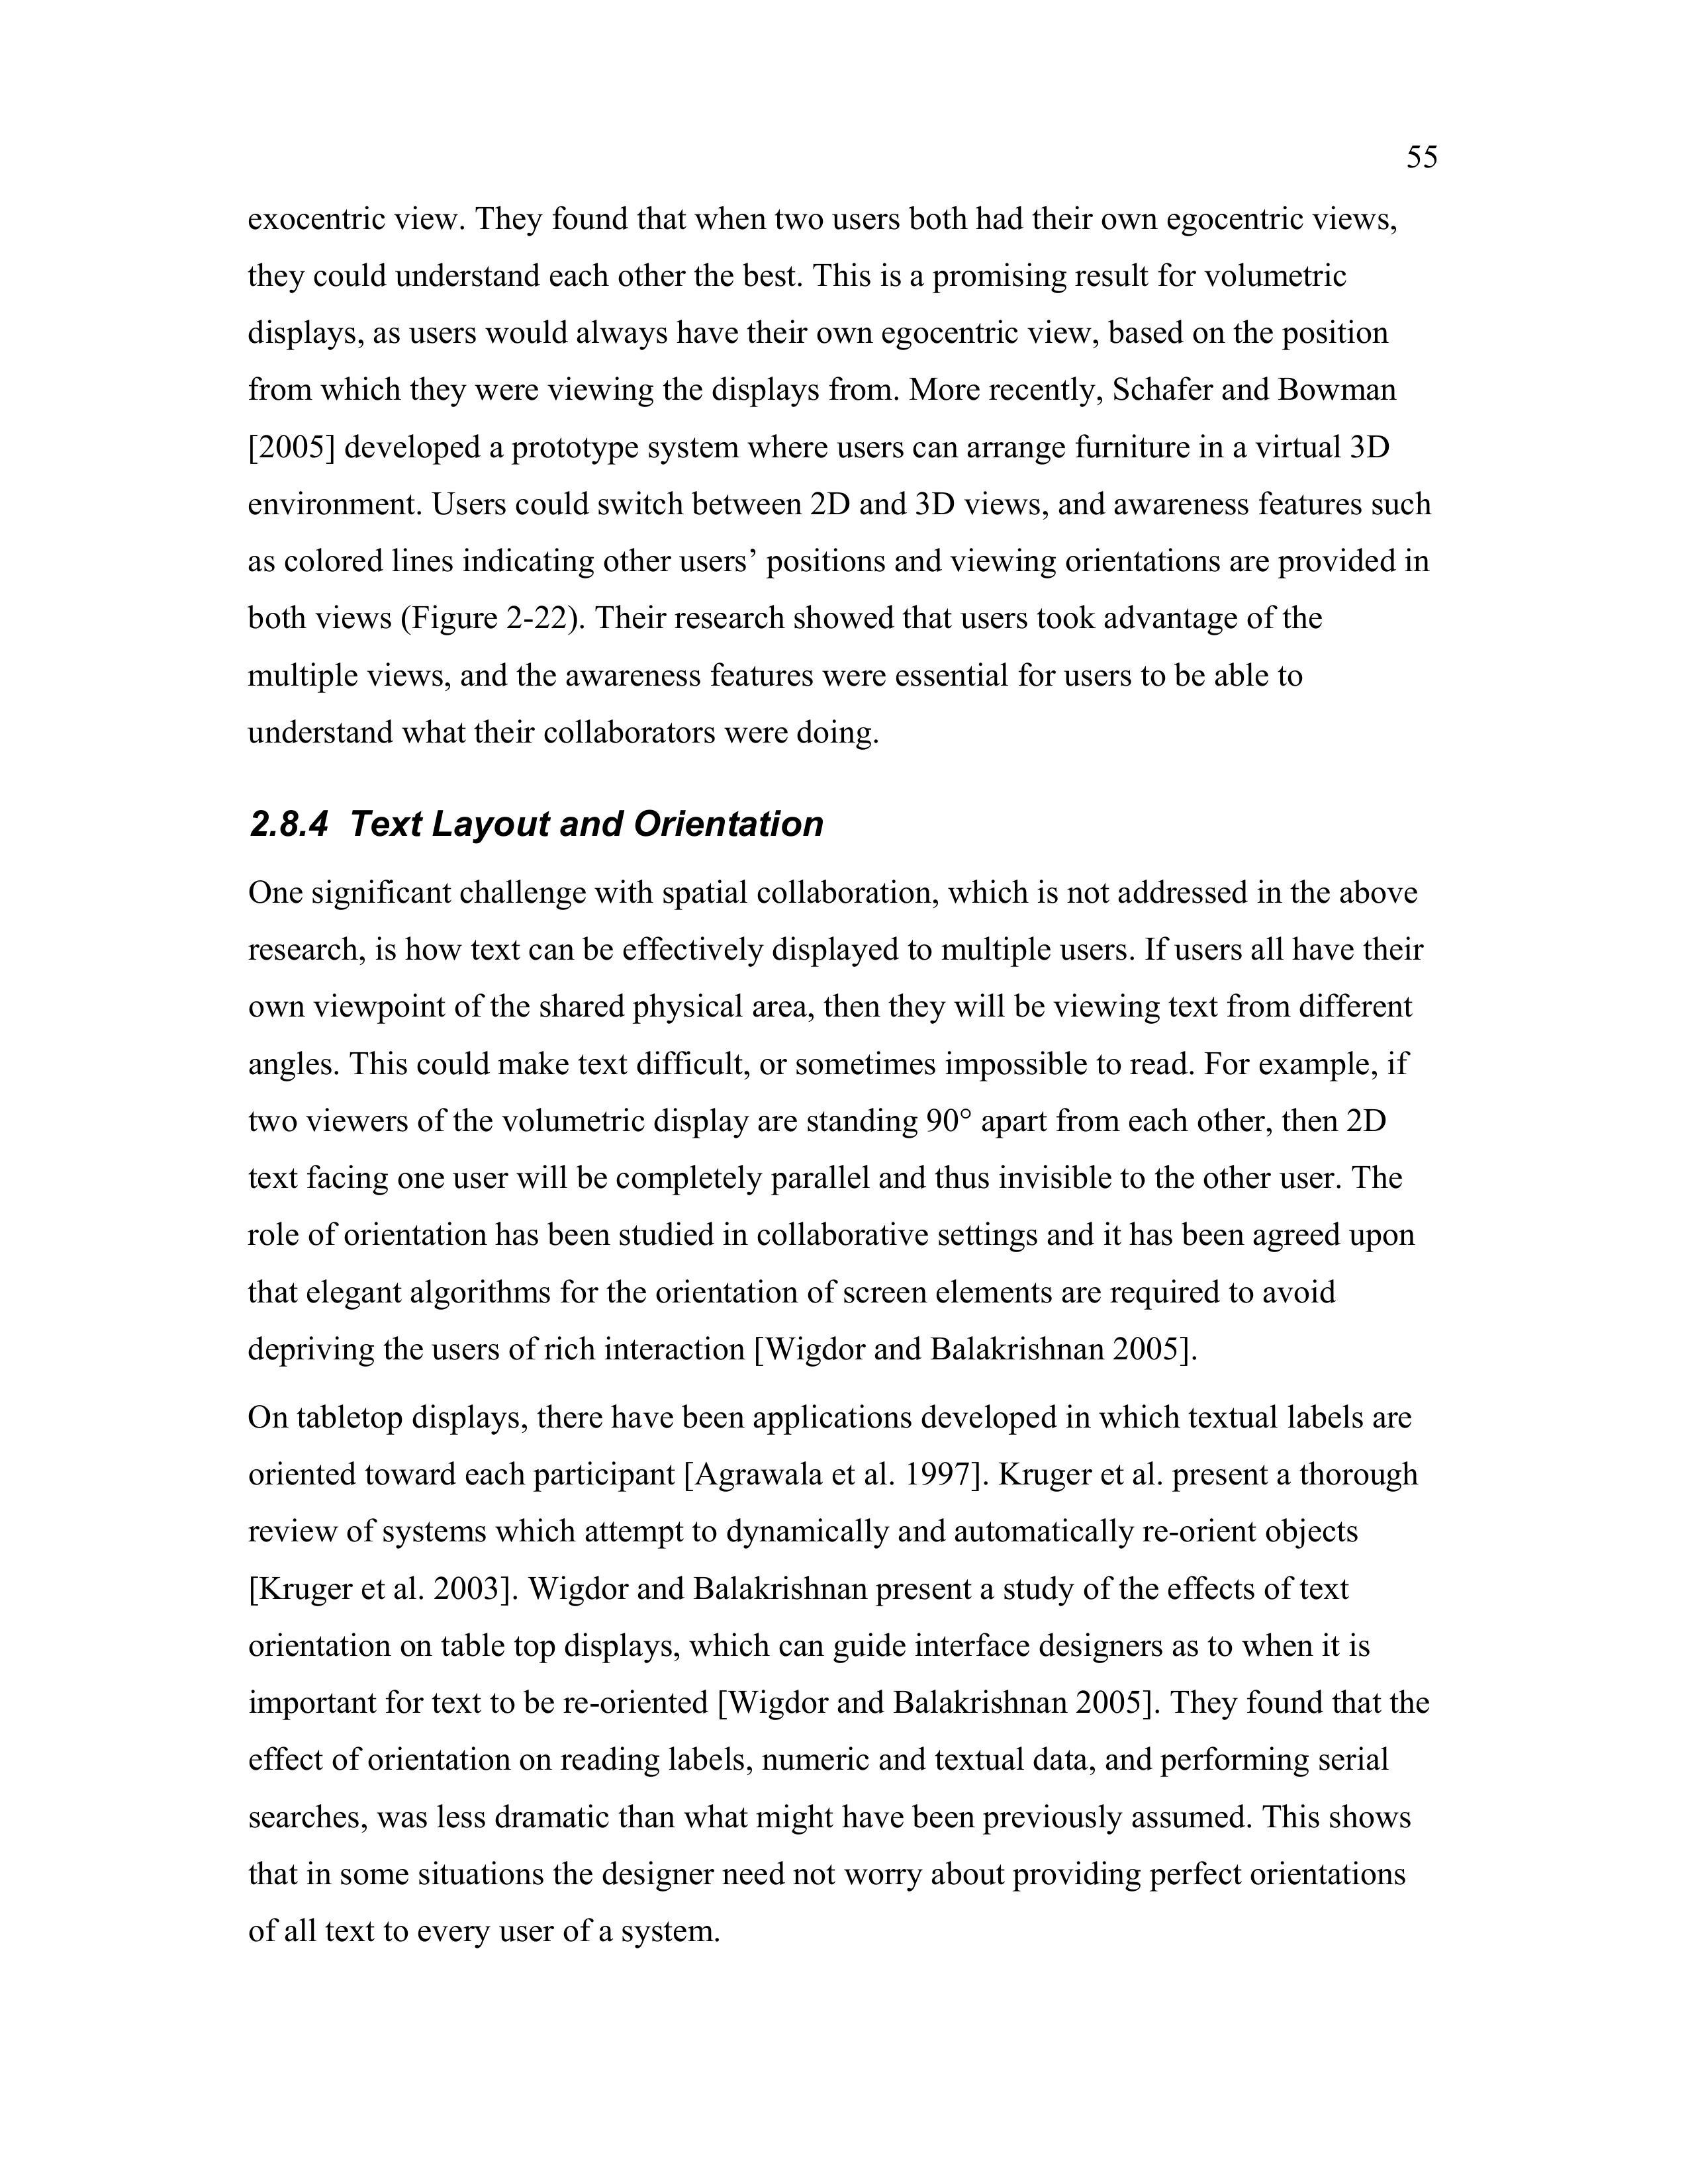 55
exocentric view. They found that when two users both had their own egocentric views,
they could understand each other the best. This is a promising result for volumetric
displays, as users would always have their own egocentric view, based on the position
from which they were viewing the displays from. More recently, Schafer and Bowman
[2005] developed a prototype system where users can arrange furniture in a virtual 3D
environment. Users could switch between 2D and 3D views, and awareness features such
as colored lines indicating other users’ positions and viewing orientations are provided in
both views (Figure 2-22). Their research showed that users took advantage of the
multiple views, and the awareness features were essential for users to be able to
understand what their collaborators were doing.
2.8.4 Text Layout and Orientation
One significant challenge with spatial collaboration, which is not addressed in the above
research, is how text can be effectively displayed to multiple users. If users all have their
own viewpoint of the shared physical area, then they will be viewing text from different
angles. This could make text difficult, or sometimes impossible to read. For example, if
two viewers of the volumetric display are standing 90° apart from each other, then 2D
text facing one user will be completely parallel and thus invisible to the other user. The
role of orientation has been studied in collaborative settings and it has been agreed upon
that elegant algorithms for the orientation of screen elements are required to avoid
depriving the users of rich interaction [Wigdor and Balakrishnan 2005].
On tabletop displays, there have been applications developed in which textual labels are
oriented toward each participant [Agrawala et al. 1997]. Kruger et al. present a thorough
review of systems which attempt to dynamically and automatically re-orient objects
[Kruger et al. 2003]. Wigdor and Balakrishnan present a study of the effects of text
orientation on table top displays, which can guide interface designers as to when it is
important for text to be re-oriented [Wigdor and Balakrishnan 2005]. They found that the
effect of orientation on reading labels, numeric and textual data, and performing serial
searches, was less dramatic than what might have been previously assumed. This shows
that in some situations the designer need not worry about providing perfect orientations
of all text to every user of a system.